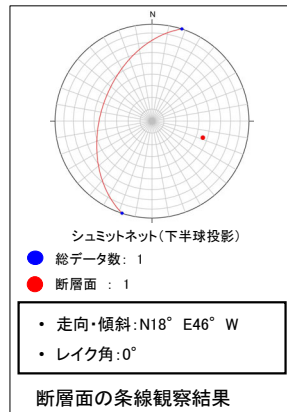 N
シュミットネット(下半球投影)
総データ数: 1
断層面 : 1
• 走向・傾斜:N18° E46° W
• レイク角:0°
断層面の条線観察結果